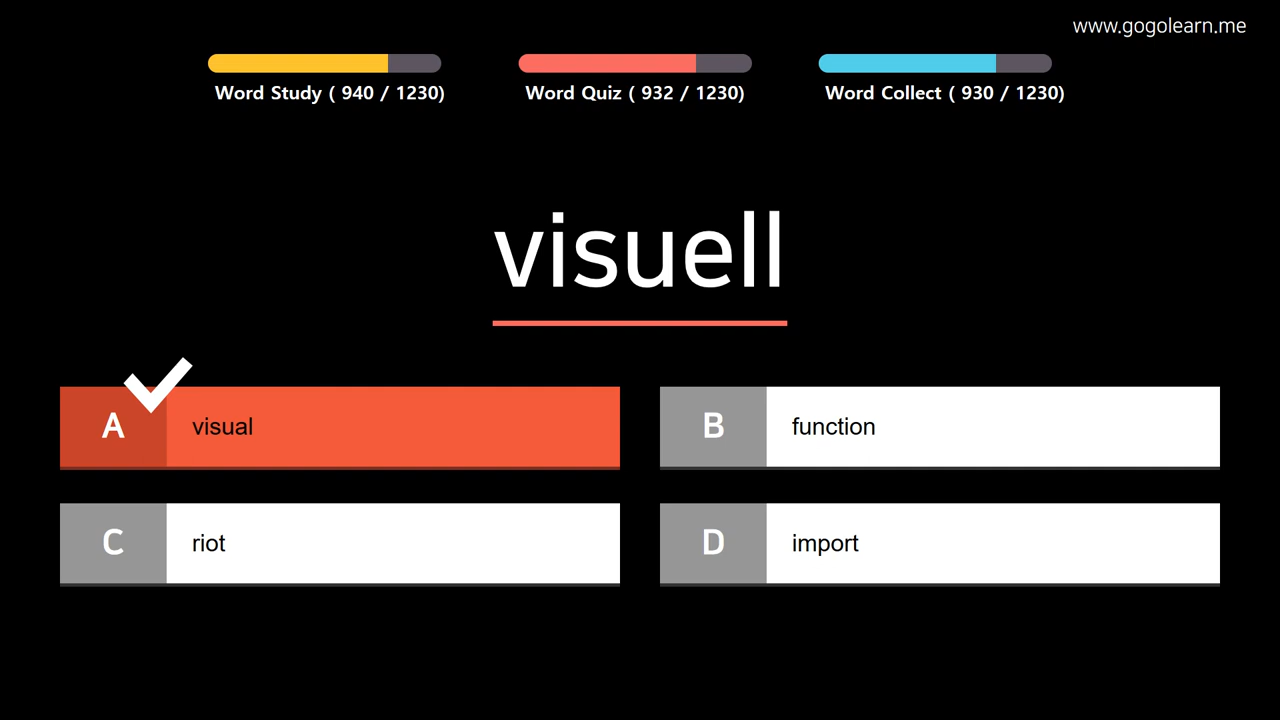 www.gogolearn.me
Word Study ( 940 / 1230)
Word Quiz ( 932 / 1230)
Word Collect ( 930 / 1230)
visuell
A visual
B function
C riot
D import